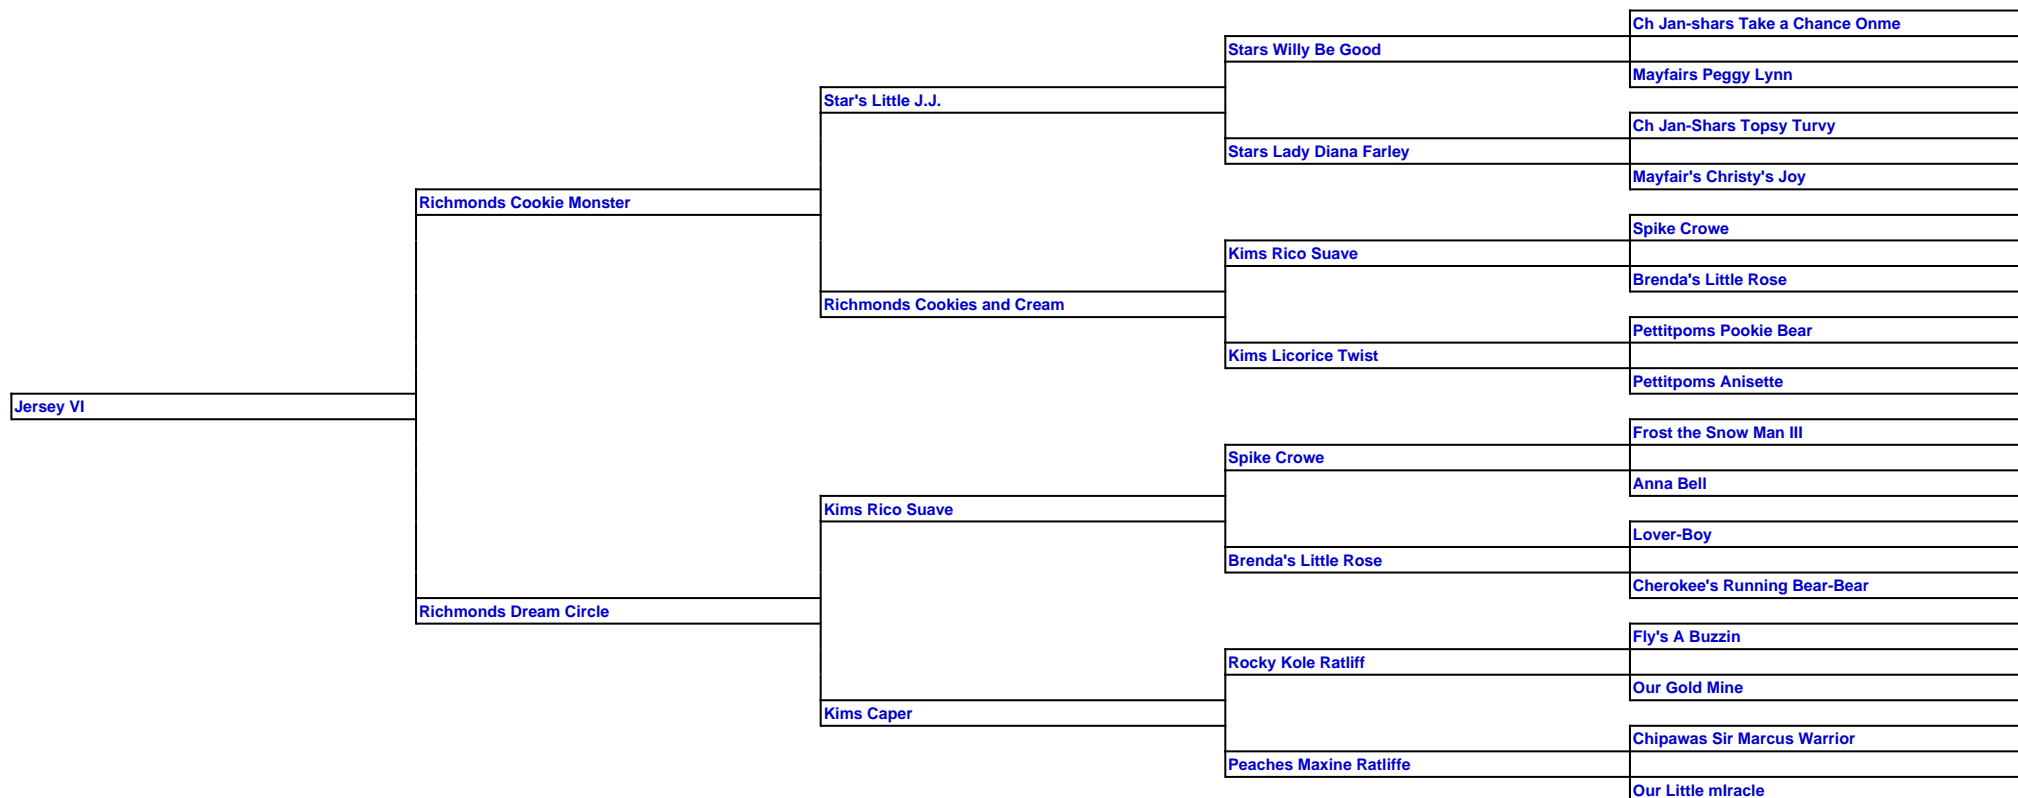 Ch Jan-shars Take a Chance Onme
Stars Willy Be Good
Mayfairs Peggy Lynn
Star's Little J.J.
Ch Jan-Shars Topsy Turvy
Stars Lady Diana Farley
Mayfair's Christy's Joy
Richmonds Cookie Monster
Spike Crowe
Kims Rico Suave
Brenda's Little Rose
Richmonds Cookies and Cream
Pettitpoms Pookie Bear
Kims Licorice Twist
Pettitpoms Anisette
Jersey VI
Frost the Snow Man III
Spike Crowe
Anna Bell
Kims Rico Suave
Lover-Boy
Brenda's Little Rose
Cherokee's Running Bear-Bear
Richmonds Dream Circle
Fly's A Buzzin
Rocky Kole Ratliff
Our Gold Mine
Kims Caper
Chipawas Sir Marcus Warrior
Peaches Maxine Ratliffe
Our Little mIracle